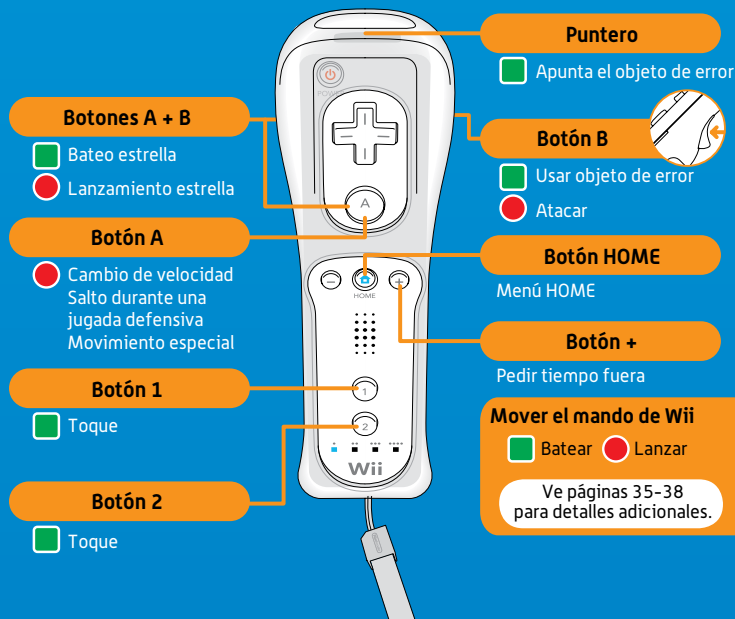 Puntero
Apunta el objeto de error
POWER
Botones A + B
Bateo estrella
Lanzamiento estrella
Botón B
Usar objeto de error
Atacar
A
Botón A
Cambio de velocidad
Salto durante una
jugada defensiva
Movimiento especial
Botón HOME
Menú HOME
HOME
Botón +
Pedir tiempo fuera
Botón 1
Toque
1
2
Wii
Mover el mando de Wii
Batear
Lanzar
Ve páginas 35-38
para detalles adicionales.
Botón 2
Toque